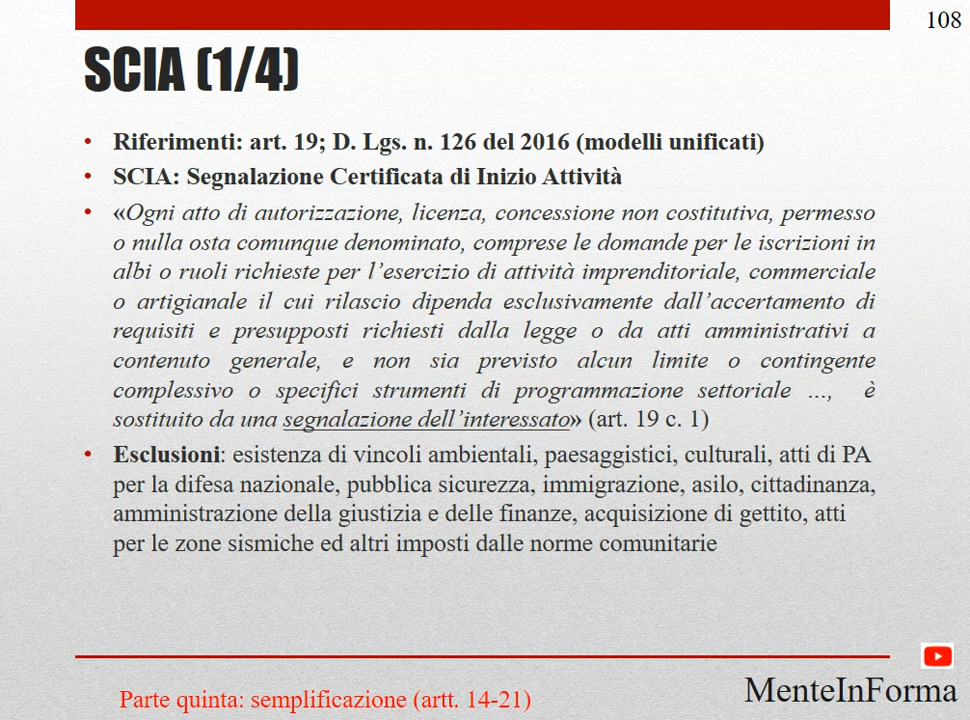 108
SCIA (1/4)
• Riferimenti: art. 19; D. Lgs. n. 126 del 2016 (modelli unificati)
• SCIA: Segnalazione Certificata di Inizio Attività
• «Ogni atto di autorizzazione, licenza, concessione non costitutiva, permesso
o nulla osta comunque denominato, comprese le domande per le iscrizioni in
albi o ruoli richieste per l’esercizio di attività imprenditoriale, commerciale
o artigianale il cui rilascio dipenda esclusivamente dall’accertamento di
requisiti e presupposti richiesti dalla legge o da atti amministrativi a
contenuto generale, e non sia previsto alcun limite o contingente
complessivo o specifici strumenti di programmazione settoriale ..., è
sostituito da una segnalazione dell’interessato» (art. 19 c. 1)
• Esclusioni: esistenza di vincoli ambientali, paesaggistici, culturali, atti di PA
per la difesa nazionale, pubblica sicurezza, immigrazione, asilo, cittadinanza,
amministrazione della giustizia e delle finanze, acquisizione di gettito, atti
per le zone sismiche ed altri imposti dalle norme comunitarie
Parte quinta: semplificazione (artt. 14-21)
MenteInForma